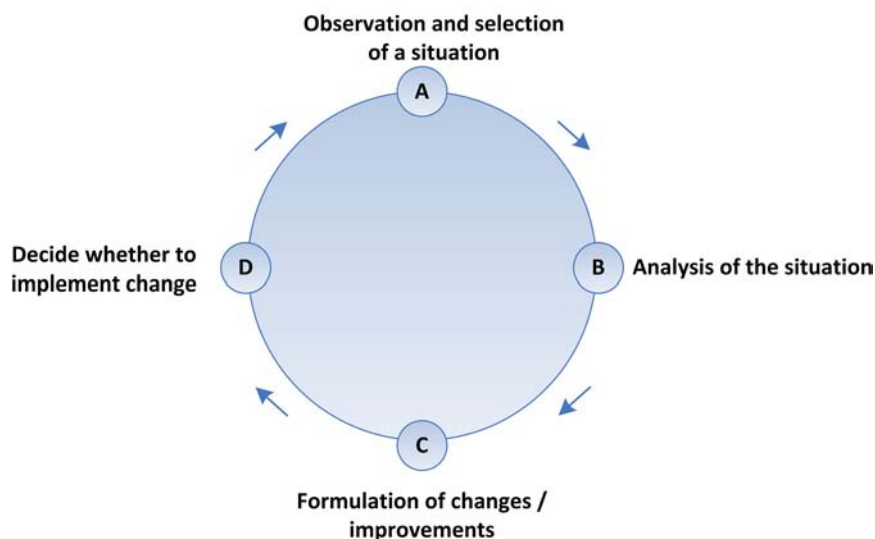 Observation and selection
of a situation
A
B
Analysis of the situation
C
Formulation of changes /
improvements
D
Decide whether to
implement change